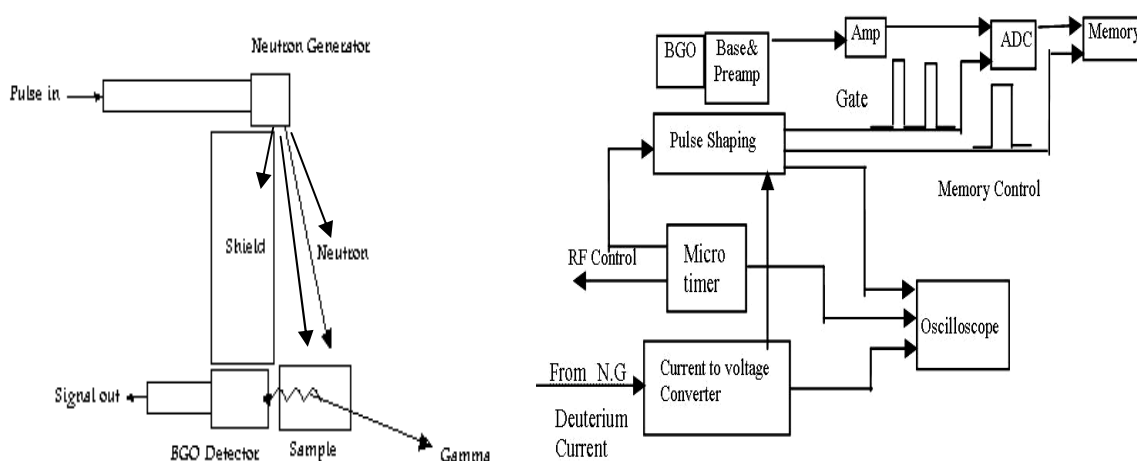 Neutron Generator
Pulse in
Shield
Neutron
Signal out
BGO Detector
Sample
Gamma
BGO
Base&
Preamp
Amp
ADC
Memory
Gate
Pulse Shaping
Memory Control
RF Control
Micro
timer
Oscilloscope
From N.G
Current to voltage
Converter
Deuterium
Current